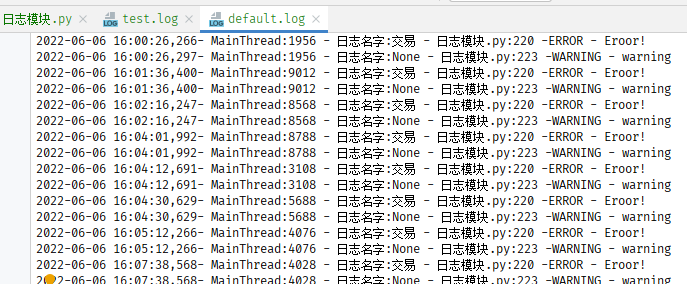 日志模块.py test.log default.log
2022-06-06 16:00:26,266- MainThread:1956 - 日志名字:交易 - 日志模块.py:220 -ERROR - Eroor!
2022-06-06 16:00:26,297- MainThread:1956 - 日志名字:None - 日志模块.py:223 -WARNING - warning
2022-06-06 16:01:36,400- MainThread:9012 - 日志名字:交易 - 日志模块.py:220 -ERROR - Eroor!
2022-06-06 16:01:36,400- MainThread:9012 - 日志名字:None - 日志模块.py:223 -WARNING - warning
2022-06-06 16:02:16,247- MainThread:8568 - 日志名字:交易 - 日志模块.py:220 -ERROR - Eroor!
2022-06-06 16:02:16,247- MainThread:8568 - 日志名字:None - 日志模块.py:223 -WARNING - warning
2022-06-06 16:04:01,992- MainThread:8788 - 日志名字:交易 - 日志模块.py:220 -ERROR - Eroor!
2022-06-06 16:04:01,992- MainThread:8788 - 日志名字:None - 日志模块.py:223 -WARNING - warning
2022-06-06 16:04:12,691- MainThread:3108 - 日志名字:交易 - 日志模块.py:220 -ERROR - Eroor!
2022-06-06 16:04:12,691- MainThread:3108 - 日志名字:None - 日志模块.py:223 -WARNING - warning
2022-06-06 16:04:30,629- MainThread:5688 - 日志名字:交易 - 日志模块.py:220 -ERROR - Eroor!
2022-06-06 16:04:30,629- MainThread:5688 - 日志名字:None - 日志模块.py:223 -WARNING - warning
2022-06-06 16:05:12,266- MainThread:4076 - 日志名字:交易 - 日志模块.py:220 -ERROR - Eroor!
2022-06-06 16:05:12,266- MainThread:4076 - 日志名字:None - 日志模块.py:223 -WARNING - warning
2022-06-06 16:07:38,568- MainThread:4028 - 日志名字:交易 - 日志模块.py:220 -ERROR - Eroor!
2022-06-06 16:07:38,568- MainThread:4028 - 日志名字:None - 日志模块.py:223 -WARNING - warning